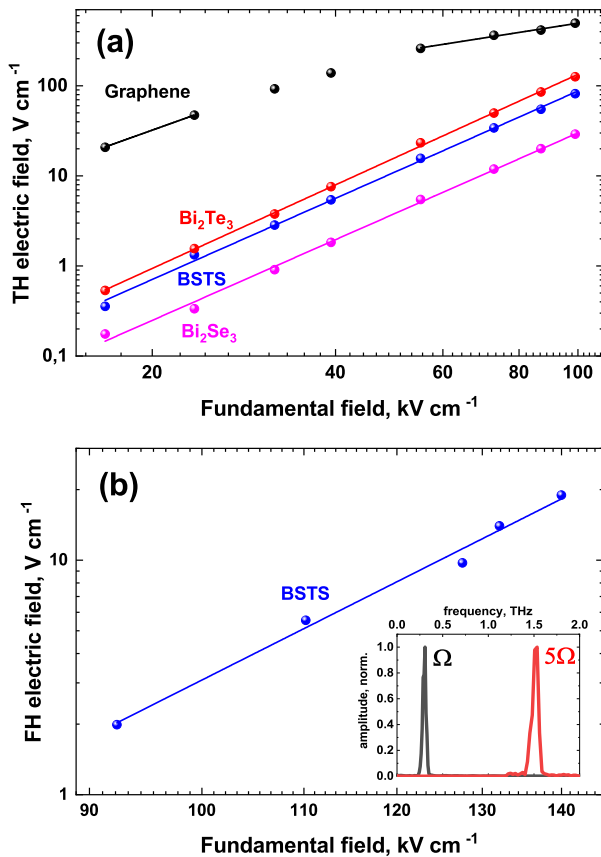 (a)
Graphene
Bi2Te3
BSTS
Bi2Se3
TH electric field, V cm-1
100
10
1
0,1
20 40 60 80 100
Fundamental field, kV cm-1
(b)
BSTS
FH electric field, V cm-1
10
1
90 100 110 120 130 140
Fundamental field, kV cm-1
frequency, THz
0.0 0.5 1.0 1.5 2.0
Ω 5Ω
amplitude, norm.
1.0
0.8
0.6
0.4
0.2
0.0